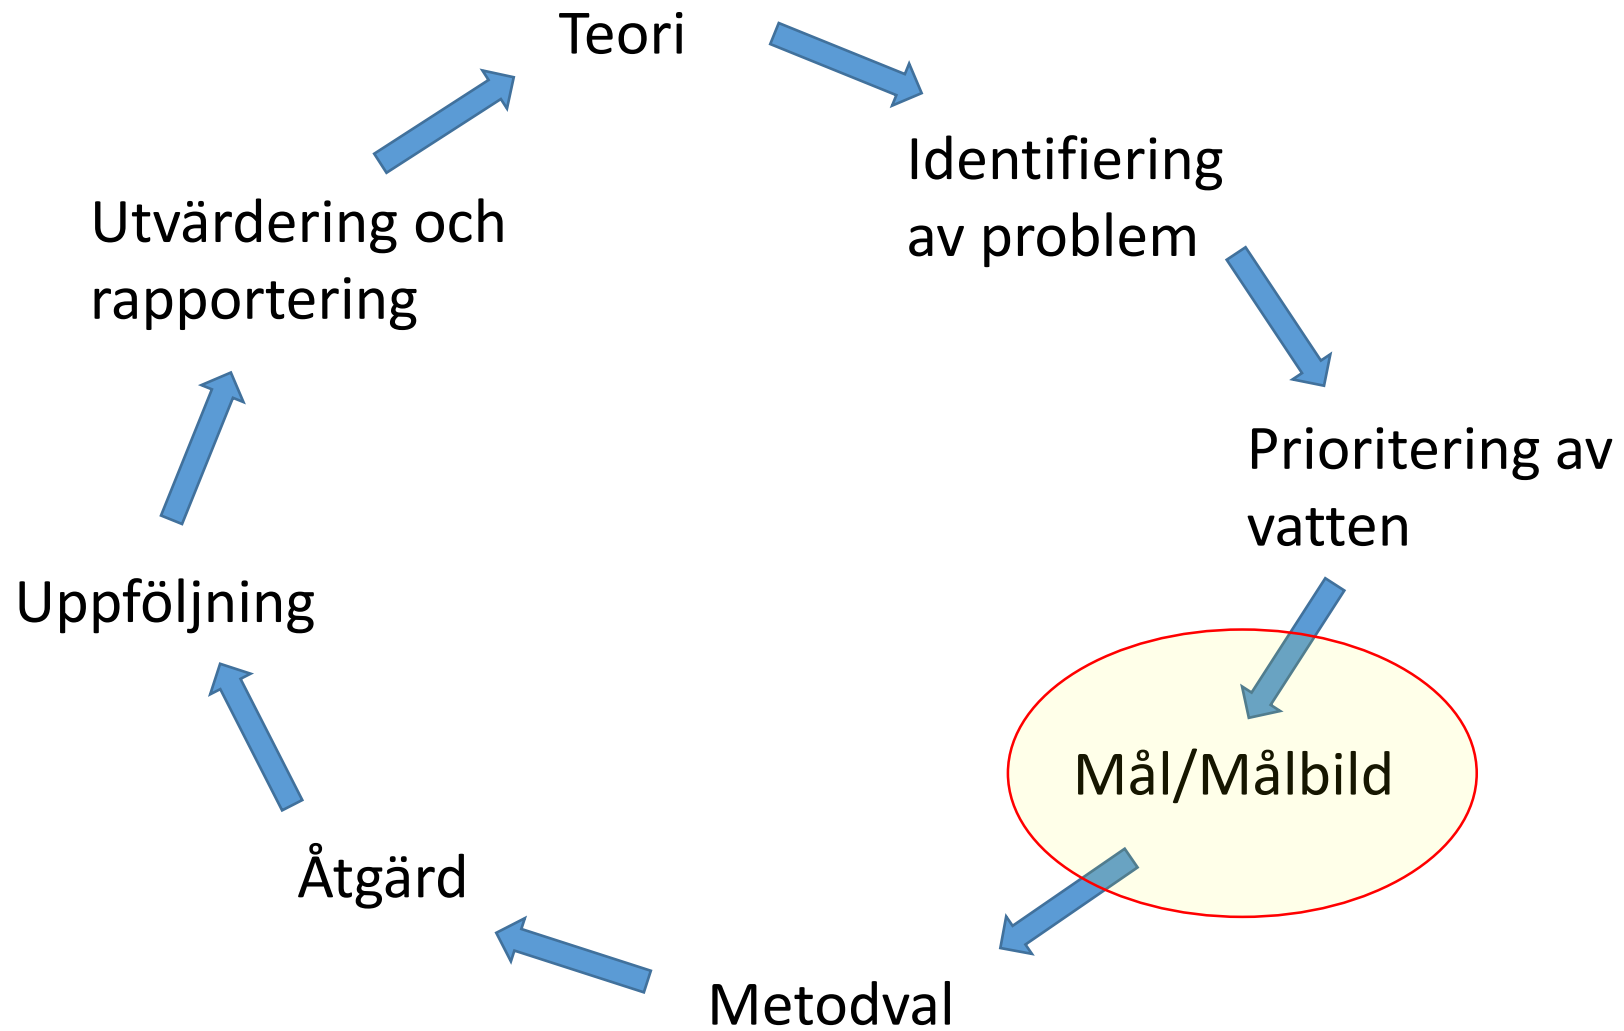 Teori
Identifiering
av problem
Prioritering av
vatten
Mål/Målbild
Metodval
Åtgärd
Uppföljning
Utvärdering och
rapportering